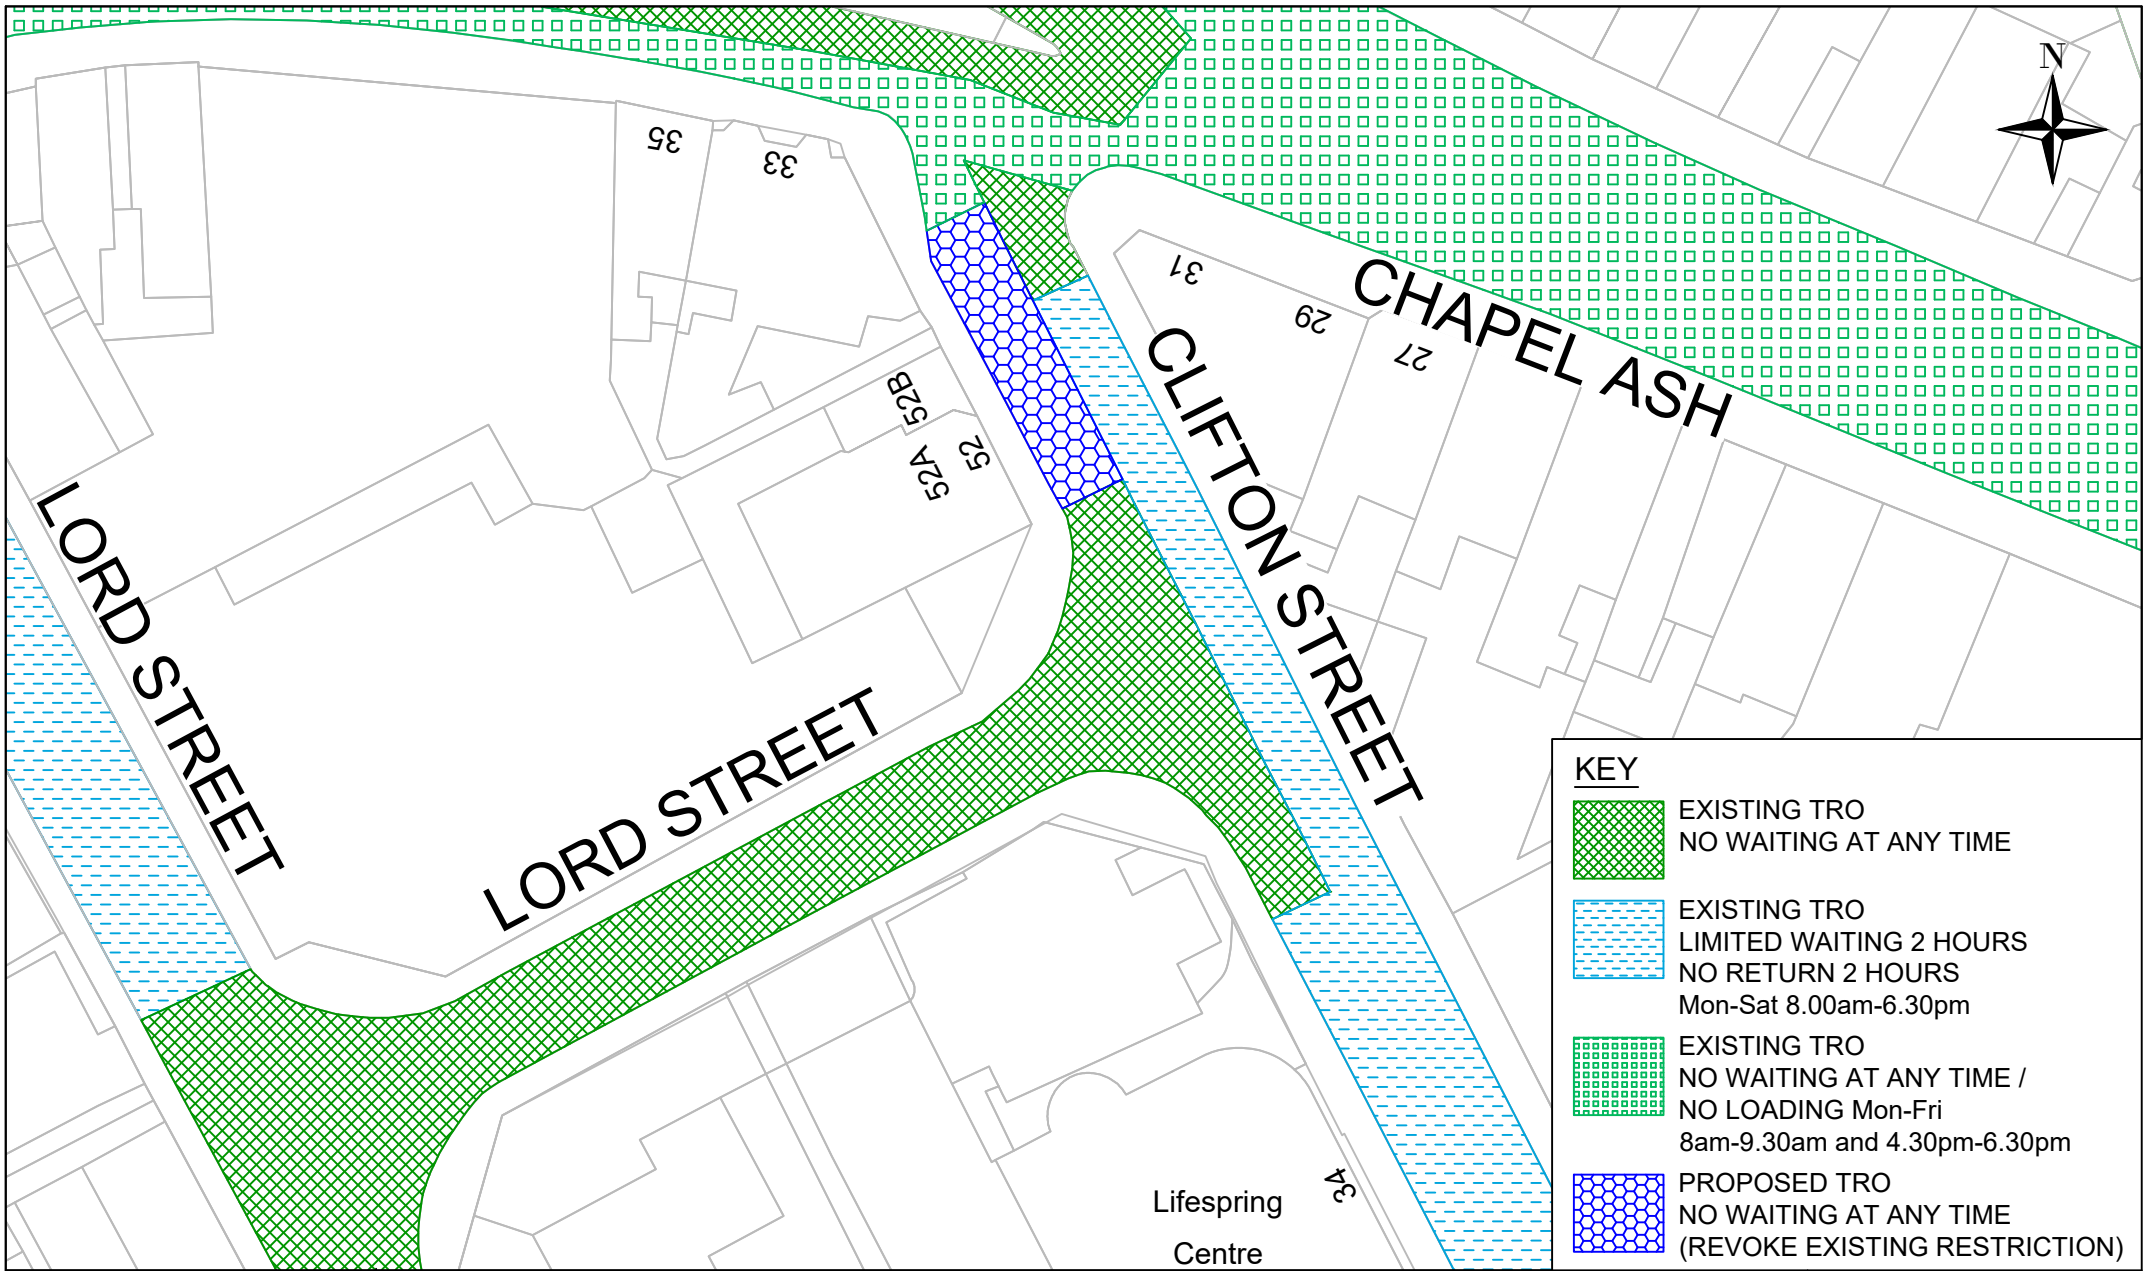 N
35
33
31
29
27
CHAPEL ASH
CLIFTON STREET
52B
52A
52
LORD STREET
LORD STREET
34
Lifespring
Centre
KEY
EXISTING TRO
NO WAITING AT ANY TIME
EXISTING TRO
LIMITED WAITING 2 HOURS
NO RETURN 2 HOURS
Mon-Sat 8.00am-6.30pm
EXISTING TRO
NO WAITING AT ANY TIME /
NO LOADING Mon-Fri
8am-9.30am and 4.30pm-6.30pm
PROPOSED TRO
NO WAITING AT ANY TIME
(REVOKE EXISTING RESTRICTION)